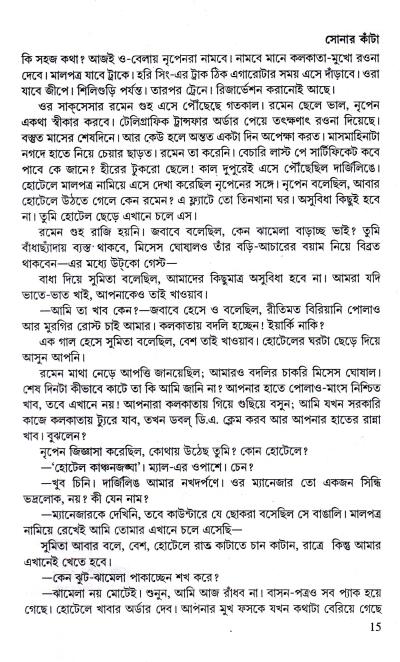 সোনার কাঁটা
কি সহজ কথা? আজই ও-বেলায় নৃপেনরা নামবে। নামবে মানে কলকাতা-মুখো রওনা
দেবে। মালপত্র যাবে ট্রাকে। হরি সিং-এর ট্রাক ঠিক এগারোটার সময় এসে দাঁড়াবে। ওরা
যাবে জীপে। শিলিগুড়ি পর্যন্ত। তারপর ট্রেনে। রিজার্ভেশন করানোই আছে।
ওর সাক্‌সেসার রমেন গুহ এসে পৌঁছেছে গতকাল। রমেন ছেলে ভাল, নৃপেন
একথা স্বীকার করবে। টেলিগ্রাফিক ট্রান্সফার অর্ডার পেয়ে তৎক্ষণাৎ রওনা দিয়েছে।
বস্তুত মাসের শেষদিনে। আর কেউ হলে অন্তত একটা দিন অপেক্ষা করত। মাসমাহিনাটা
নগদে হাতে নিয়ে চেয়ার ছাড়ত। রমেন তা করেনি। বেচারি লাস্ট পে সার্টিফিকেট কবে
পাবে কে জানে? হীরের টুকরো ছেলে! কাল দুপুরেই এসে পৌঁছেছিল দার্জিলিঙে।
হোটেলে মালপত্র নামিয়ে এসে দেখা করেছিল নৃপেনের সঙ্গে। নৃপেন বলেছিল, আবার
হোটেলে উঠতে গেলে কেন রমেন? এ ফ্ল্যাটে তো তিনখানা ঘর। অসুবিধা কিছুই হবে
না। তুমি হোটেল ছেড়ে এখানে চলে এস।
রমেন গুহ রাজি হয়নি। জবাবে বলেছিল, কেন ঝামেলা বাড়াচ্ছ ভাই? তুমি
বাঁধাছাঁদায় ব্যস্ত থাকবে, মিসেস ঘোষালও তাঁর বড়ি-আচারের বয়াম নিয়ে বিব্রত
থাকবেন—এর মধ্যে উট্‌কো গেস্ট—
বাধা দিয়ে সুমিতা বলেছিল, আমাদের কিছুমাত্র অসুবিধা হবে না। আমরা যদি
ভাতে-ভাত খাই, আপনাকেও তাই খাওয়াব।
—আমি তা খাব কেন?—জবাবে হেসে ও বলেছিল, রীতিমত বিরিয়ানি পোলাও
আর মুরগির রোস্ট চাই আমার। কলকাতায় বদলি হচ্ছেন! ইয়ার্কি নাকি?
এক গাল হেসে সুমিতা বলেছিল, বেশ তাই খাওয়াব। হোটেলের ঘরটা ছেড়ে দিয়ে
আসুন আপনি।
রমেন মাথা নেড়ে আপত্তি জানয়েছিল; আমারও বদলির চাকরি মিসেস ঘোষাল।
শেষ দিনটা কীভাবে কাটে তা কি আমি জানি না? আপনার হাতে পোলাও-মাংস নিশ্চিত
খাব, তবে এখানে নয়! আপনারা কলকাতায় গিয়ে গুছিয়ে বসুন; আমি যখন সরকারি
কাজে কলকাতায় ট্যুরে যাব, তখন ডবল্ ডি.এ. ক্লেম করব আর আপনার হাতের রান্না
খাব। বুঝলেন?
নৃপেন জিজ্ঞাসা করেছিল, কোথায় উঠেছ তুমি? কোন হোটেলে?
—'হোটেল কাঞ্চনজঙ্ঘা'। ম্যাল-এর ওপাশে। চেন?
—খুব চিনি। দার্জিলিঙ আমার নখদর্পণে। ওর ম্যানেজার তো একজন সিন্ধি
ভদ্রলোক, নয়? কী যেন নাম?
—ম্যানেজারকে দেখিনি, তবে কাউন্টারে যে ছোকরা বসেছিল সে বাঙালি। মালপত্র
নামিয়ে রেখেই আমি তোমার এখানে চলে এসেছি—
সুমিতা আবার বলে, বেশ, হোটেলে রাত কাটাতে চান কাটান, রাত্রে কিন্তু আমার
এখানেই খেতে হবে।
—কেন ঝুট-ঝামেলা পাকাচ্ছেন শখ করে?
—ঝামেলা নয় মোটেই। শুনুন, আমি আজ রাঁধব না। বাসন-পত্রও সব প্যাক হয়ে
গেছে। হোটেলে খাবার অর্ডার দেব। আপনার মুখ ফসকে যখন কথাটা বেরিয়ে গেছে
15